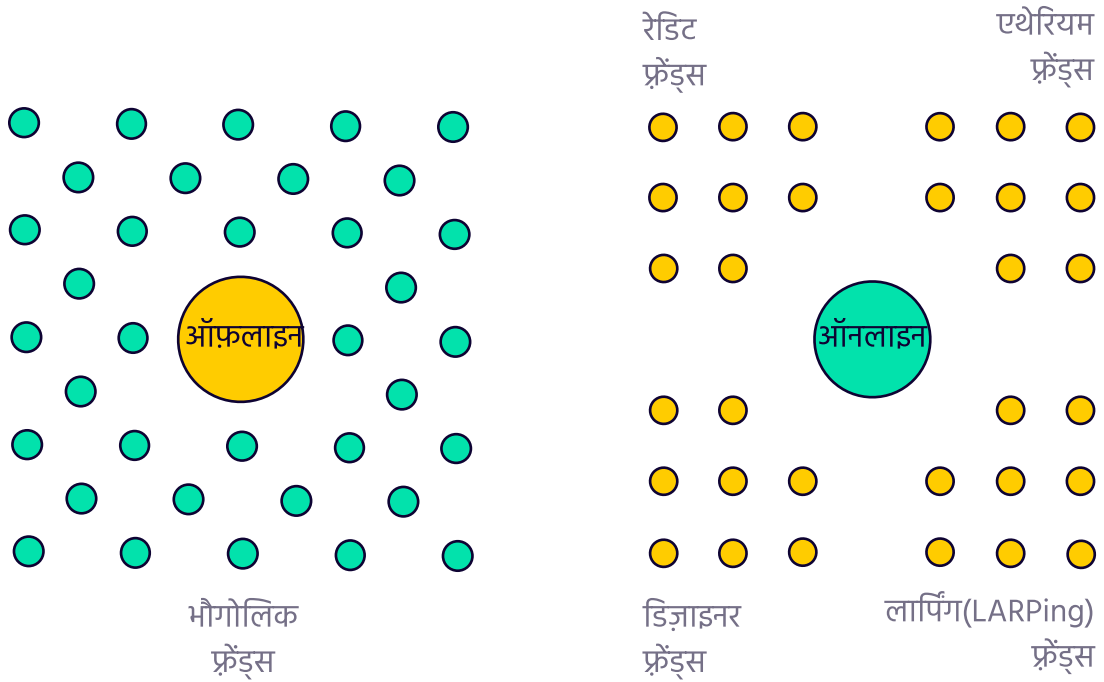 ऑफ़लाइन
भौगोलिक
फ़्रेंड्स
रेडिट
फ़्रेंड्स
एथेरियम
फ़्रेंड्स
ऑनलाइन
डिज़ाइनर
फ़्रेंड्स
लार्पिंग(LARPing)
फ़्रेंड्स